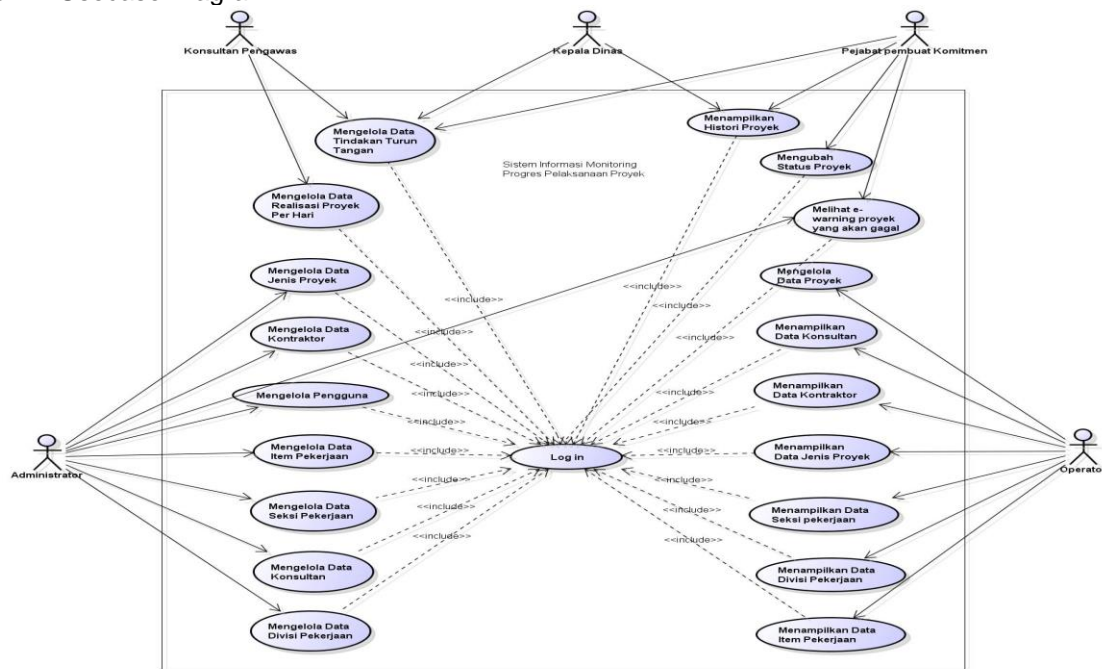 Konsultan Pengawas
Kepala Dinas
Pejabat pembuat Komitmen
Mengelola Data
Tindakan Turun
Tangan
Menampilkan
Histori Proyek
Sistem Informasi Monitoring
Progres Pelaksanaan Proyek
Mengubah
Status Proyek
Mengelola Data
Realisasi Proyek
Per Hari
Melihat e-
warning proyek
yang akan gagal
Mengelola Data
Jenis Proyek
Mengelola
Data Proyek
<<include>>
<<include>>
<<include>>
Mengelola Data
Kontraktor
<<include>>
<<include>>
Menampilkan
Data Konsultan
<<include>>
<<include>>
Mengelola Pengguna
<<include>>
<<include>>
Menampilkan
Data Kontraktor
<<include>>
<<include>>
Administrator
Mengelola Data
Item Pekerjaan
<<include>>
Log in
<<include>>
Menampilkan
Data Jenis Proyek
Operato
Mengelola Data
Seksi Pekerjaan
<<include>>
<<include>>
Menampilkan Data
Seksi pekerjaan
<<include>>
<<include>>
Mengelola Data
Konsultan
<<include>>
<<include>>
Menampilkan Data
Divisi Pekerjaan
Mengelola Data
Divisi Pekerjaan
Menampilkan Data
Item Pekerjaan